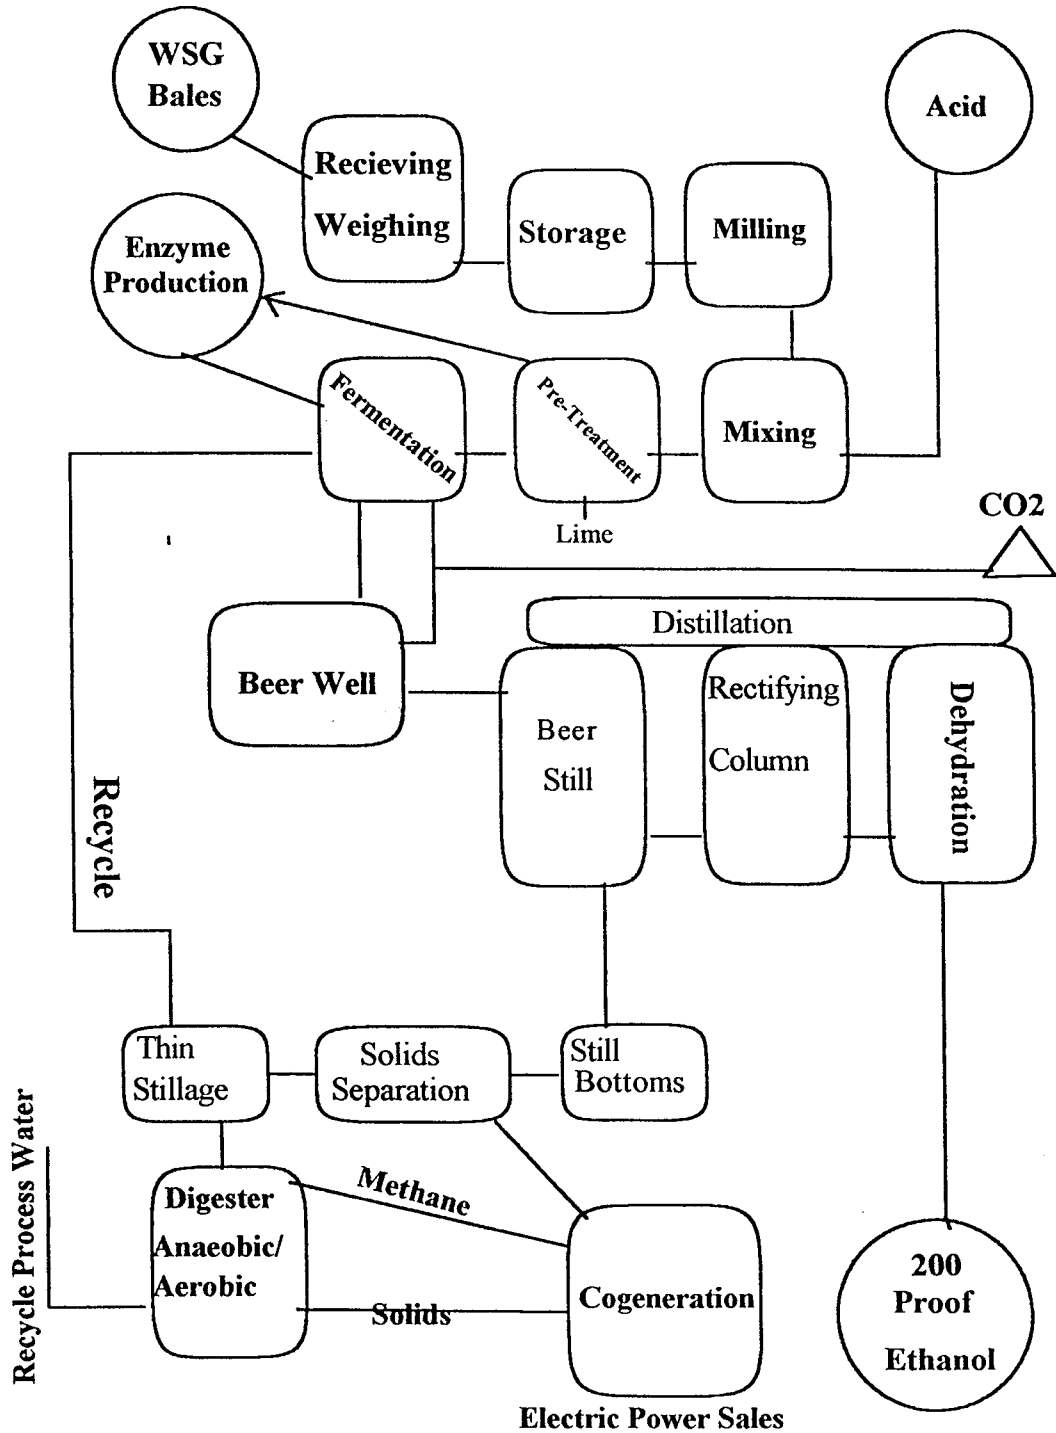 WSG
Bales
Acid
Recieving
Weighing
Storage
Milling
Enzyme
Production
Fermentation
Pre-Treatment
Mixing
Lime
CO2
Distillation
Beer Well
Beer
Still
Rectifying
Column
Dehydration
Recycle
Thin
Stillage
Solids
Separation
Still
Bottoms
Recycle Process Water
Digester
Anaeobic/
Aerobic
Methane
Solids
Cogeneration
200
Proof
Ethanol
Electric Power Sales